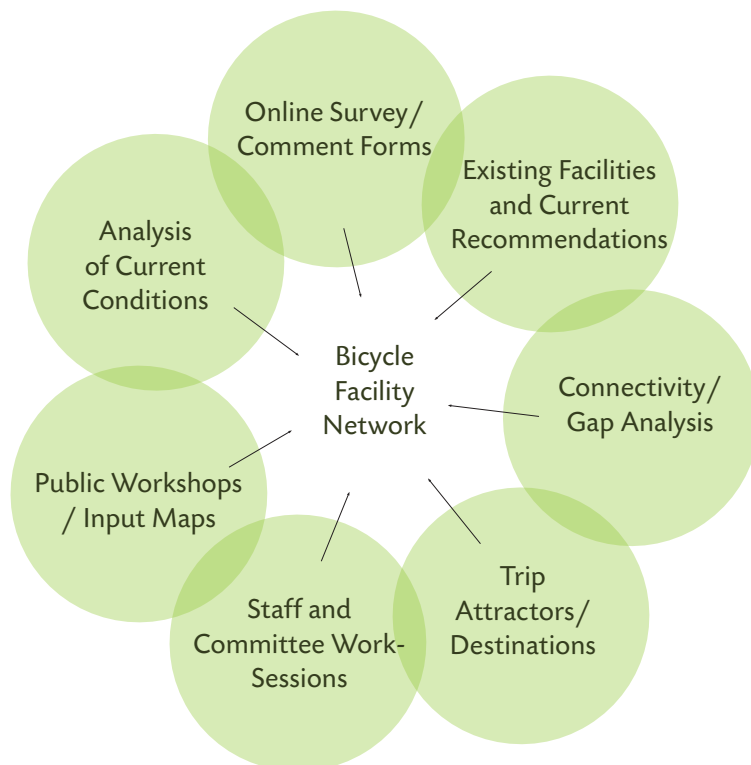 Online Survey/
Comment Forms
Existing Facilities
and Current
Recommendations
Analysis
of Current
Conditions
Bicycle
Facility
Network
Connectivity/
Gap Analysis
Public Workshops
/ Input Maps
Trip
Attractors/
Destinations
Staff and
Committee Work-
Sessions